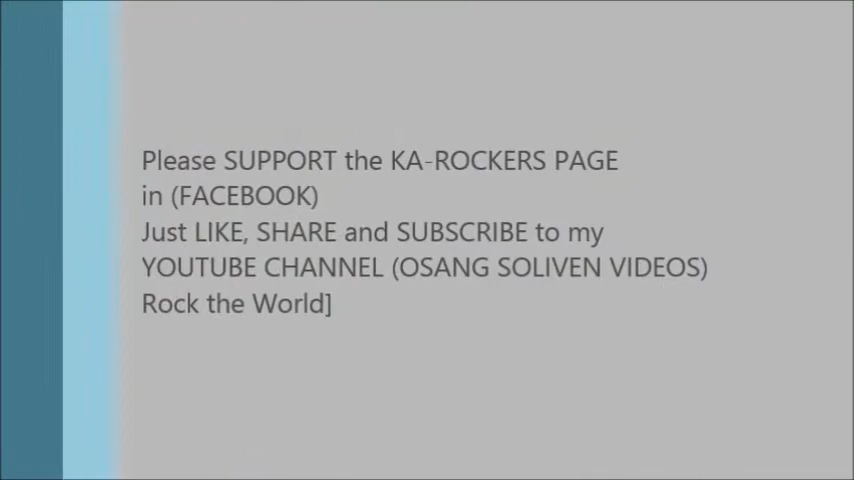 Please SUPPORT the KA-ROCKERS PAGE
in (FACEBOOK)
Just LIKE, SHARE and SUBSCRIBE to my
YOUTUBE CHANNEL (OSANG SOLIVEN VIDEOS)
Rock the World]